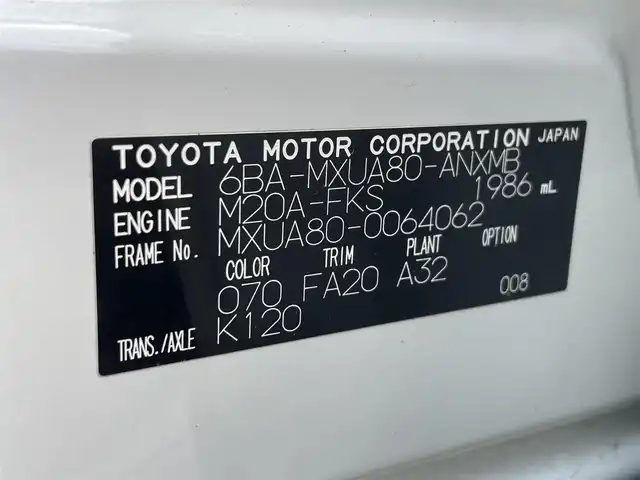 TOYOTA MOTOR CORPORATION JAPAN
MODEL 6BA-MXUA80-ANXMB
ENGINE M20A-FKS 1986 mL
FRAME No. MXUA80-0064062
COLOR TRIM PLANT OPTION
070 FA20 A32 008
TRANS./AXLE K120